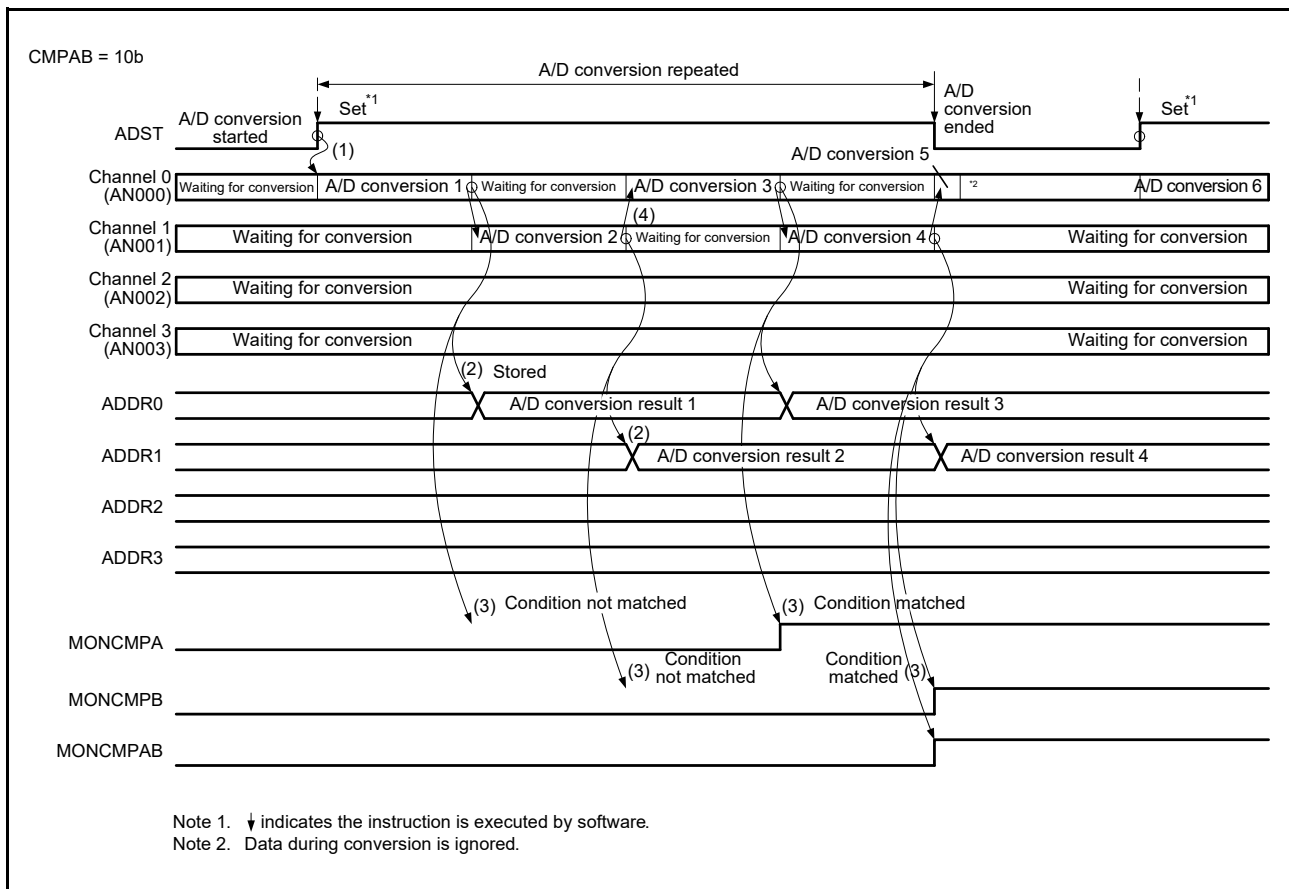 CMPAB = 10b
A/D conversion repeated
A/D
conversion
ended
Set*1
Set*1
A/D conversion
started
ADST
(1)
A/D conversion 5
Channel 0
(AN000)
Waiting for conversion
A/D conversion 1
Waiting for conversion
A/D conversion 3
Waiting for conversion
*2
A/D conversion 6
(4)
Channel 1
(AN001)
Waiting for conversion
A/D conversion 2
Waiting for conversion
A/D conversion 4
Waiting for conversion
Channel 2
(AN002)
Waiting for conversion
Waiting for conversion
Channel 3
(AN003)
Waiting for conversion
Waiting for conversion
(2) Stored
ADDR0
A/D conversion result 1
A/D conversion result 3
(2)
ADDR1
A/D conversion result 2
A/D conversion result 4
ADDR2
ADDR3
(3) Condition not matched
(3) Condition matched
MONCMPA
(3) Condition
not matched
Condition
matched (3)
MONCMPB
MONCMPAB
Note 1. indicates the instruction is executed by software.
Note 2. Data during conversion is ignored.